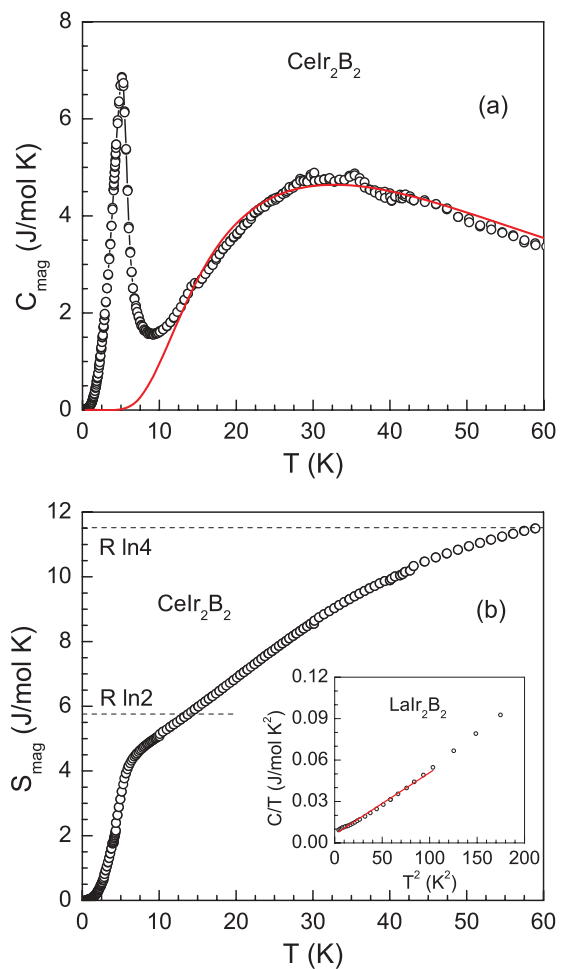 8
CeIr₂B₂
(a)
6
4
2
0
C_mag (J/mol K)
0 10 20 30 40 50 60
T (K)
12
R ln4
CeIr₂B₂
(b)
10
8
6
R ln2
4
2
0
S_mag (J/mol K)
0.12
LaIr₂B₂
0.09
0.06
0.03
0.00
C/T (J/mol K²)
0 50 100 150 200
T² (K²)
0 10 20 30 40 50 60
T (K)